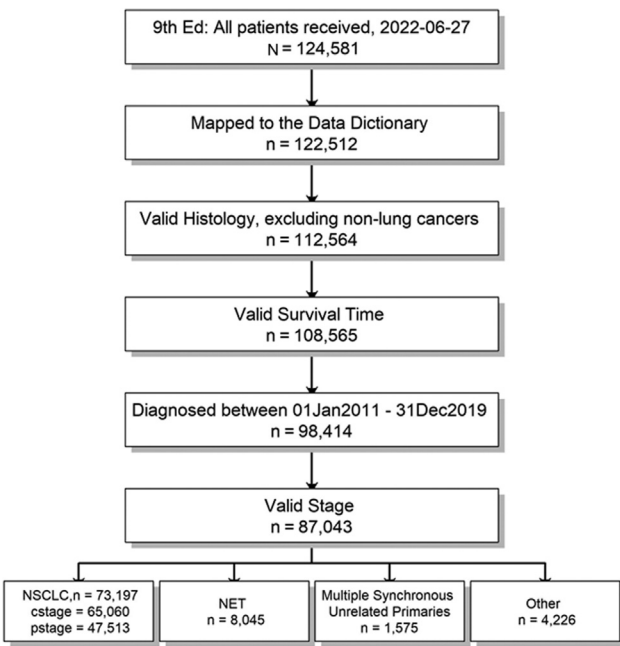 9th Ed: All patients received, 2022-06-27
N = 124,581
Mapped to the Data Dictionary
n = 122,512
Valid Histology, excluding non-lung cancers
n = 112,564
Valid Survival Time
n = 108,565
Diagnosed between 01Jan2011 - 31Dec2019
n = 98,414
Valid Stage
n = 87,043
NSCLC,n = 73,197
cstage = 65,060
pstage = 47,513
NET
n = 8,045
Multiple Synchronous
Unrelated Primaries
n = 1,575
Other
n = 4,226